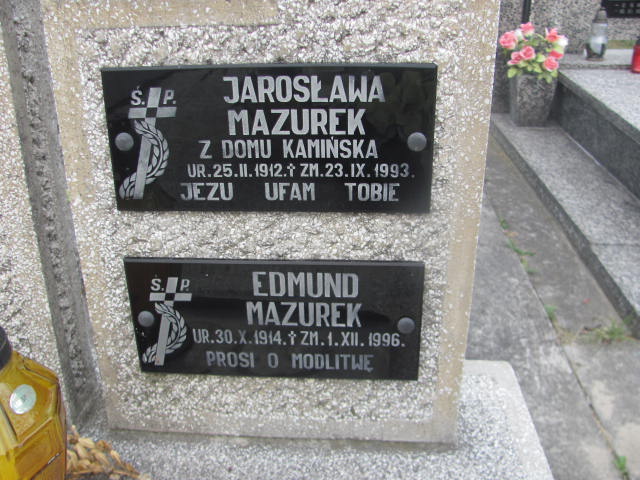 Ś. P.
JAROSŁAWA
MAZUREK
Z DOMU KAMIŃSKA
UR. 25. II. 1912. † ZM. 23. IX. 1993.
JEZU UFAM TOBIE
Ś. P.
EDMUND
MAZUREK
UR. 30. X. 1914. † ZM. 1. XII. 1996.
PROSI O MODLITWĘ